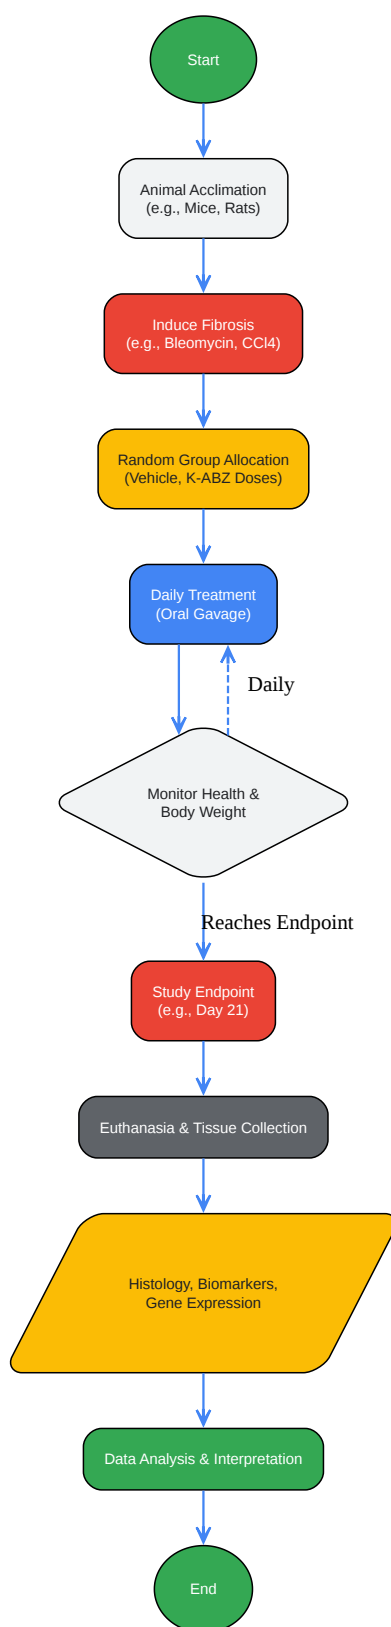 Start
Animal Acclimation
(e.g., Mice, Rats)
Induce Fibrosis
(e.g., Bleomycin, CCl4)
Random Group Allocation
(Vehicle, K-ABZ Doses)
Daily Treatment
(Oral Gavage)
Daily
Monitor Health &
Body Weight
Reaches Endpoint
Study Endpoint
(e.g., Day 21)
Euthanasia & Tissue Collection
Histology, Biomarkers,
Gene Expression
Data Analysis & Interpretation
End